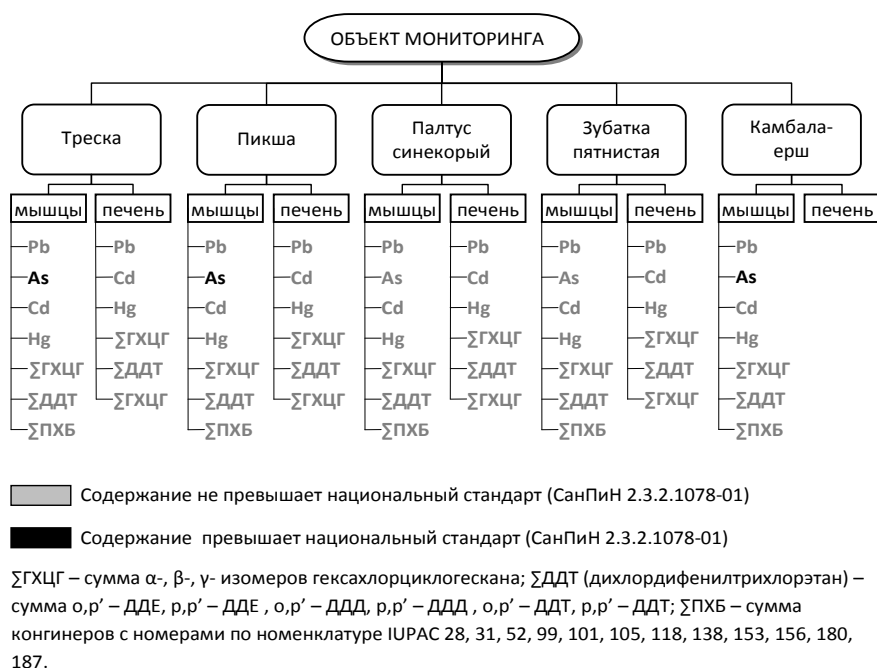 ОБЪЕКТ МОНИТОРИНГА
Треска Пикша Палтус синекорый Зубатка пятнистая Камбала-ерш
мышцы печень мышцы печень мышцы печень мышцы печень мышцы печень
Pb Pb Pb Pb Pb Pb Pb Pb Pb
As Cd As Cd As Cd As Cd As
Cd Hg Cd Hg Cd Hg Cd Hg Cd
Hg ∑ГХЦГ Hg ∑ГХЦГ Hg ∑ГХЦГ Hg ∑ГХЦГ Hg
∑ГХЦГ ∑ДДТ ∑ГХЦГ ∑ДДТ ∑ГХЦГ ∑ДДТ ∑ГХЦГ ∑ДДТ ∑ГХЦГ
∑ДДТ ∑ГХЦГ ∑ДДТ ∑ГХЦГ ∑ДДТ ∑ГХЦГ ∑ДДТ ∑ГХЦГ ∑ДДТ
∑ПХБ ∑ПХБ ∑ПХБ ∑ПХБ ∑ПХБ
Содержание не превышает национальный стандарт (СанПиН 2.3.2.1078-01)
Содержание превышает национальный стандарт (СанПиН 2.3.2.1078-01)
∑ГХЦГ – сумма α-, β-, γ- изомеров гексахлорциклогескана; ∑ДДТ (дихлордифенилтрихлорэтан) –
сумма о,р’ – ДДЕ, р,р’ – ДДЕ , о,р’ – ДДД, р,р’ – ДДД , о,р’ – ДДТ, р,р’ – ДДТ; ∑ПХБ – сумма
конгинеров с номерами по номенклатуре IUPAC 28, 31, 52, 99, 101, 105, 118, 138, 153, 156, 180,
187.